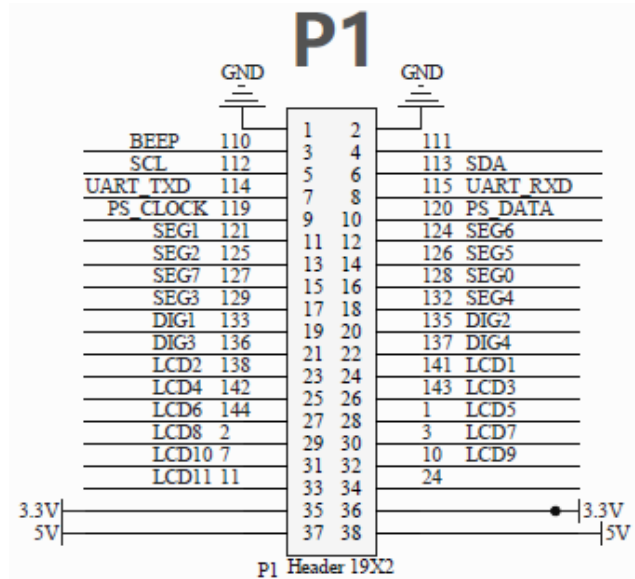 P1
GND GND
1 2
BEEP 110 3 4 111
SCL 112 5 6 113 SDA
UART_TXD 114 7 8 115 UART_RXD
PS_CLOCK 119 9 10 120 PS_DATA
SEG1 121 11 12 124 SEG6
SEG2 125 13 14 126 SEG5
SEG7 127 15 16 128 SEG0
SEG3 129 17 18 132 SEG4
DIG1 133 19 20 135 DIG2
DIG3 136 21 22 137 DIG4
LCD2 138 23 24 141 LCD1
LCD4 142 25 26 143 LCD3
LCD6 144 27 28 1 LCD5
LCD8 2 29 30 3 LCD7
LCD10 7 31 32 10 LCD9
LCD11 11 33 34 24
3.3V 35 36 3.3V
5V 37 38 5V
P1 Header 19X2